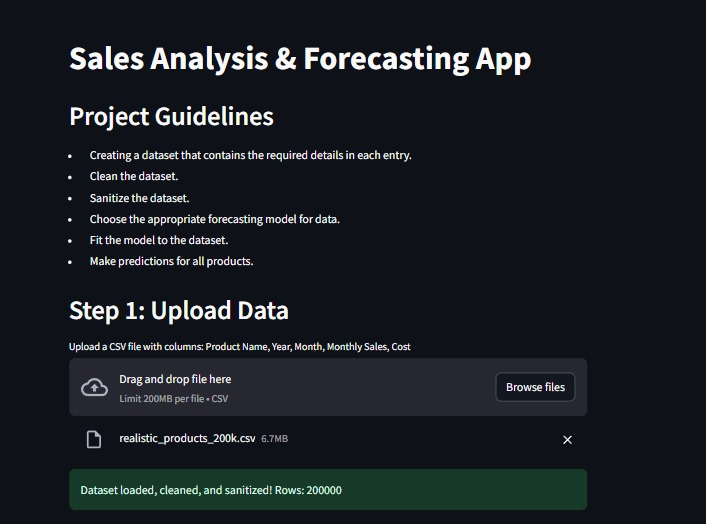 Sales Analysis & Forecasting App
Project Guidelines
• Creating a dataset that contains the required details in each entry.
• Clean the dataset.
• Sanitize the dataset.
• Choose the appropriate forecasting model for data.
• Fit the model to the dataset.
• Make predictions for all products.
Step 1: Upload Data
Upload a CSV file with columns: Product Name, Year, Month, Monthly Sales, Cost
Drag and drop file here
Limit 200MB per file • CSV
Browse files
realistic_products_200k.csv 6.7MB
Dataset loaded, cleaned, and sanitized! Rows: 200000